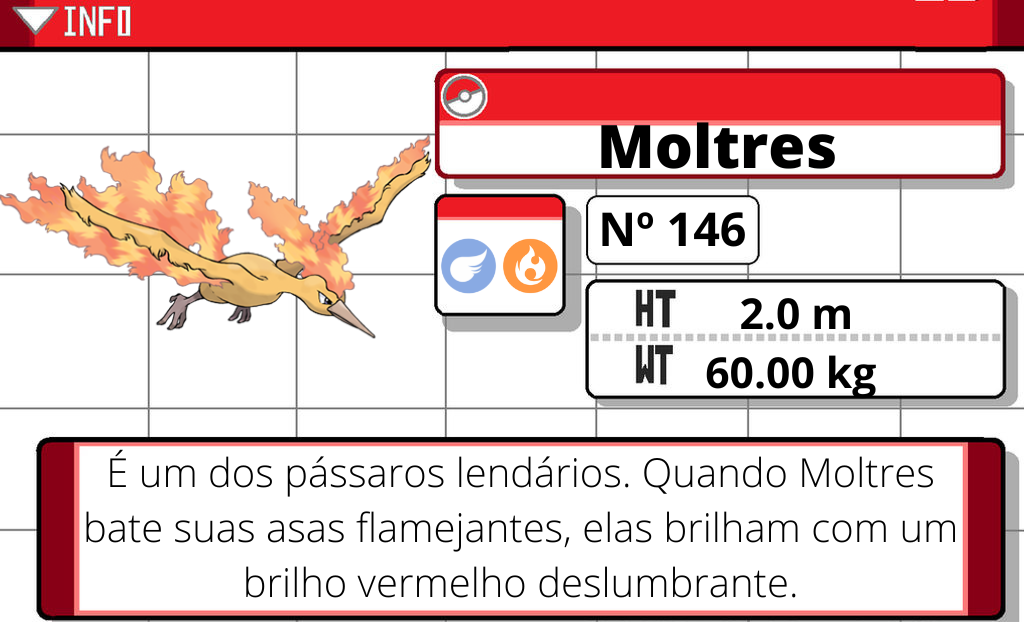 INFO
Moltres
Nº 146
HT 2.0 m
WT 60.00 kg
É um dos pássaros lendários. Quando Moltres
bate suas asas flamejantes, elas brilham com um
brilho vermelho deslumbrante.